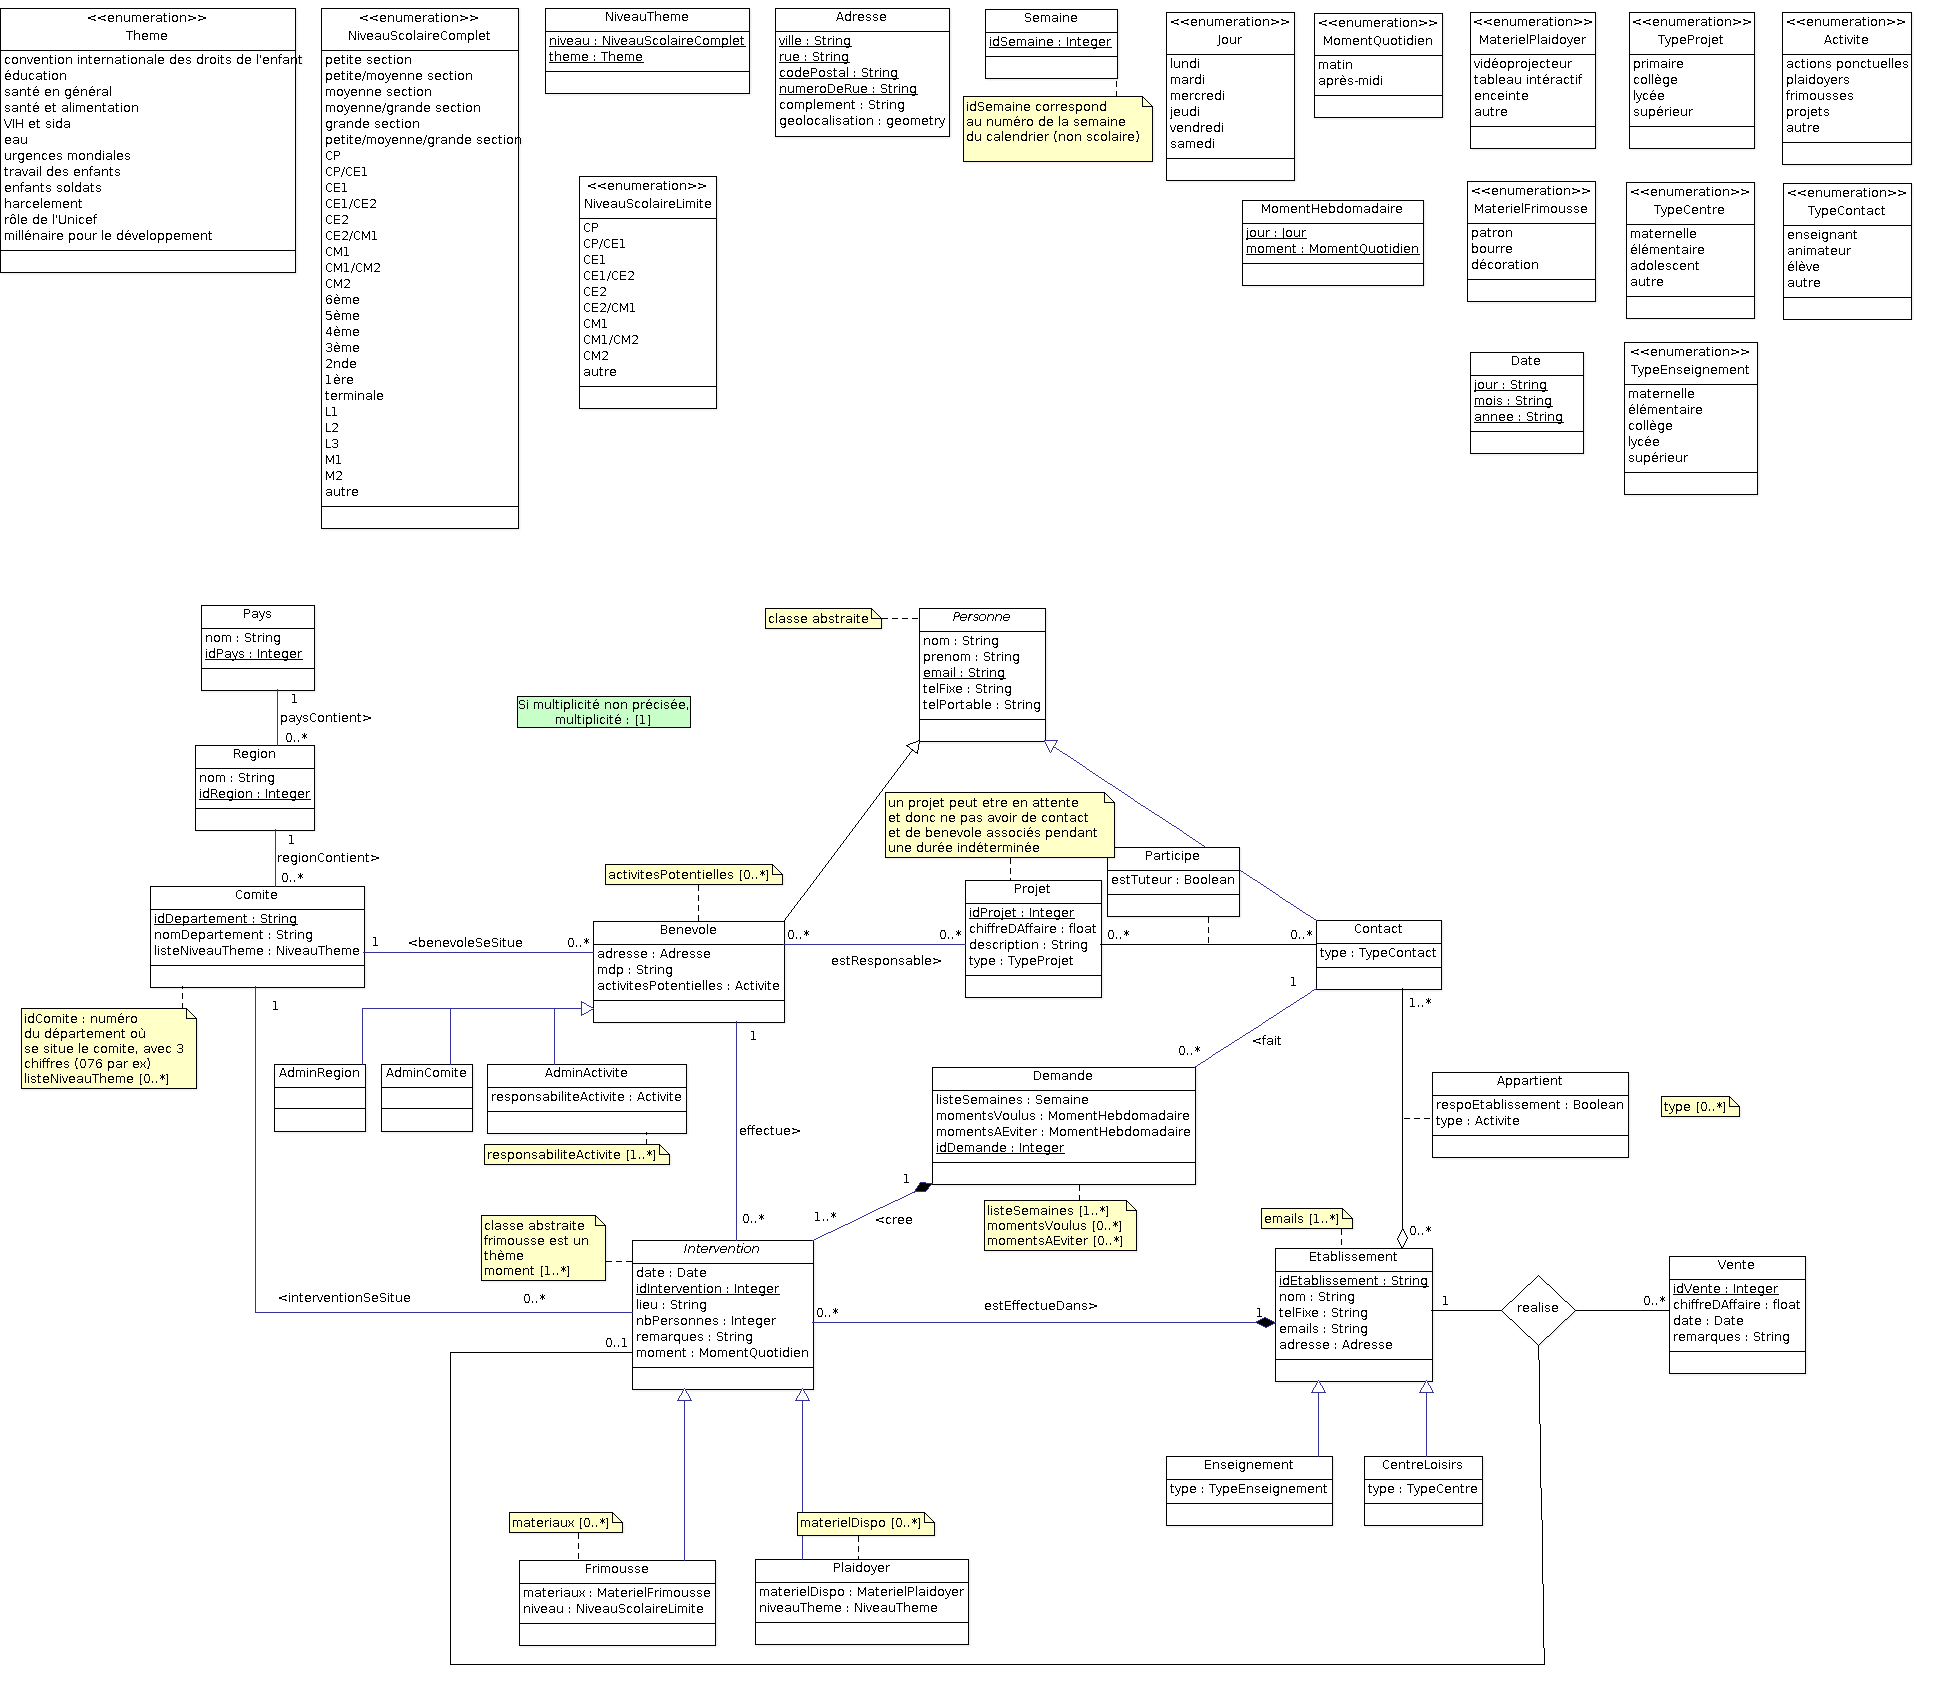 <<enumeration>>
Theme
convention internationale des droits de l'enfant
éducation
santé en général
santé et alimentation
VIH et sida
eau
urgences mondiales
travail des enfants
enfants soldats
harcelement
rôle de l'Unicef
millénaire pour le développement
<<enumeration>>
NiveauScolaireComplet
petite section
petite/moyenne section
moyenne section
moyenne/grande section
grande section
petite/moyenne/grande section
CP
CP/CE1
CE1
CE1/CE2
CE2
CE2/CM1
CM1
CM1/CM2
CM2
6ème
5ème
4ème
3ème
2nde
1ère
terminale
L1
L2
L3
M1
M2
autre
NiveauTheme
niveau : NiveauScolaireComplet
theme : Theme
<<enumeration>>
NiveauScolaireLimite
CP
CP/CE1
CE1
CE1/CE2
CE2
CE2/CM1
CM1
CM1/CM2
CM2
autre
Adresse
ville : String
rue : String
codePostal : String
numeroDeRue : String
complement : String
geolocalisation : geometry
Semaine
idSemaine : Integer
idSemaine correspond
au numéro de la semaine
du calendrier (non scolaire)
<<enumeration>>
Jour
lundi
mardi
mercredi
jeudi
vendredi
samedi
<<enumeration>>
MomentQuotidien
matin
après-midi
MomentHebdomadaire
jour : Jour
moment : MomentQuotidien
<<enumeration>>
MaterielPlaidoyer
vidéoprojecteur
tableau intéractif
enceinte
autre
<<enumeration>>
TypeProjet
primaire
collège
lycée
supérieur
<<enumeration>>
Activite
actions ponctuelles
plaidoyers
frimousses
projets
autre
<<enumeration>>
MaterielFrimousse
patron
bourre
décoration
<<enumeration>>
TypeCentre
maternelle
élémentaire
adolescent
autre
<<enumeration>>
TypeContact
enseignant
animateur
élève
autre
Date
jour : String
mois : String
annee : String
<<enumeration>>
TypeEnseignement
maternelle
élémentaire
collège
lycée
supérieur
Pays
nom : String
idPays : Integer
1
paysContient>
0..*
Region
nom : String
idRegion : Integer
1
regionContient>
0..*
Comite
idDepartement : String
nomDepartement : String
listeNiveauTheme : NiveauTheme
idComite : numéro
du département où
se situe le comite, avec 3
chiffres (076 par ex)
listeNiveauTheme [0..*]
1
<benevoleSeSitue
0..*
1
Si multiplicité non précisée,
multiplicité : [1]
classe abstraite
Personne
nom : String
prenom : String
email : String
telFixe : String
telPortable : String
activitesPotentielles [0..*]
Benevole
adresse : Adresse
mdp : String
activitesPotentielles : Activite
0..*
0..*
estResponsable>
un projet peut etre en attente
et donc ne pas avoir de contact
et de benevole associés pendant
une durée indéterminée
Projet
idProjet : Integer
chiffreDAffaire : float
description : String
type : TypeProjet
Participe
estTuteur : Boolean
0..*
0..*
Contact
type : TypeContact
1
<fait
0..*
1..*
AdminRegion
AdminComite
AdminActivite
responsabiliteActivite : Activite
responsabiliteActivite [1..*]
1
effectue>
0..*
Demande
listeSemaines : Semaine
momentsVoulus : MomentHebdomadaire
momentsAEviter : MomentHebdomadaire
idDemande : Integer
listeSemaines [1..*]
momentsVoulus [0..*]
momentsAEviter [0..*]
1
<cree
1..*
Appartient
respoEtablissement : Boolean
type : Activite
type [0..*]
classe abstraite
frimousse est un
thème
moment [1..*]
Intervention
date : Date
idIntervention : Integer
lieu : String
nbPersonnes : Integer
remarques : String
moment : MomentQuotidien
<interventionSeSitue
0..*
0..1
0..*
estEffectueDans>
1
emails [1..*]
0..*
Etablissement
idEtablissement : String
nom : String
telFixe : String
emails : String
adresse : Adresse
1
realise
0..*
Vente
idVente : Integer
chiffreDAffaire : float
date : Date
remarques : String
Enseignement
type : TypeEnseignement
CentreLoisirs
type : TypeCentre
materiaux [0..*]
Frimousse
materiaux : MaterielFrimousse
niveau : NiveauScolaireLimite
materielDispo [0..*]
Plaidoyer
materielDispo : MaterielPlaidoyer
niveauTheme : NiveauTheme